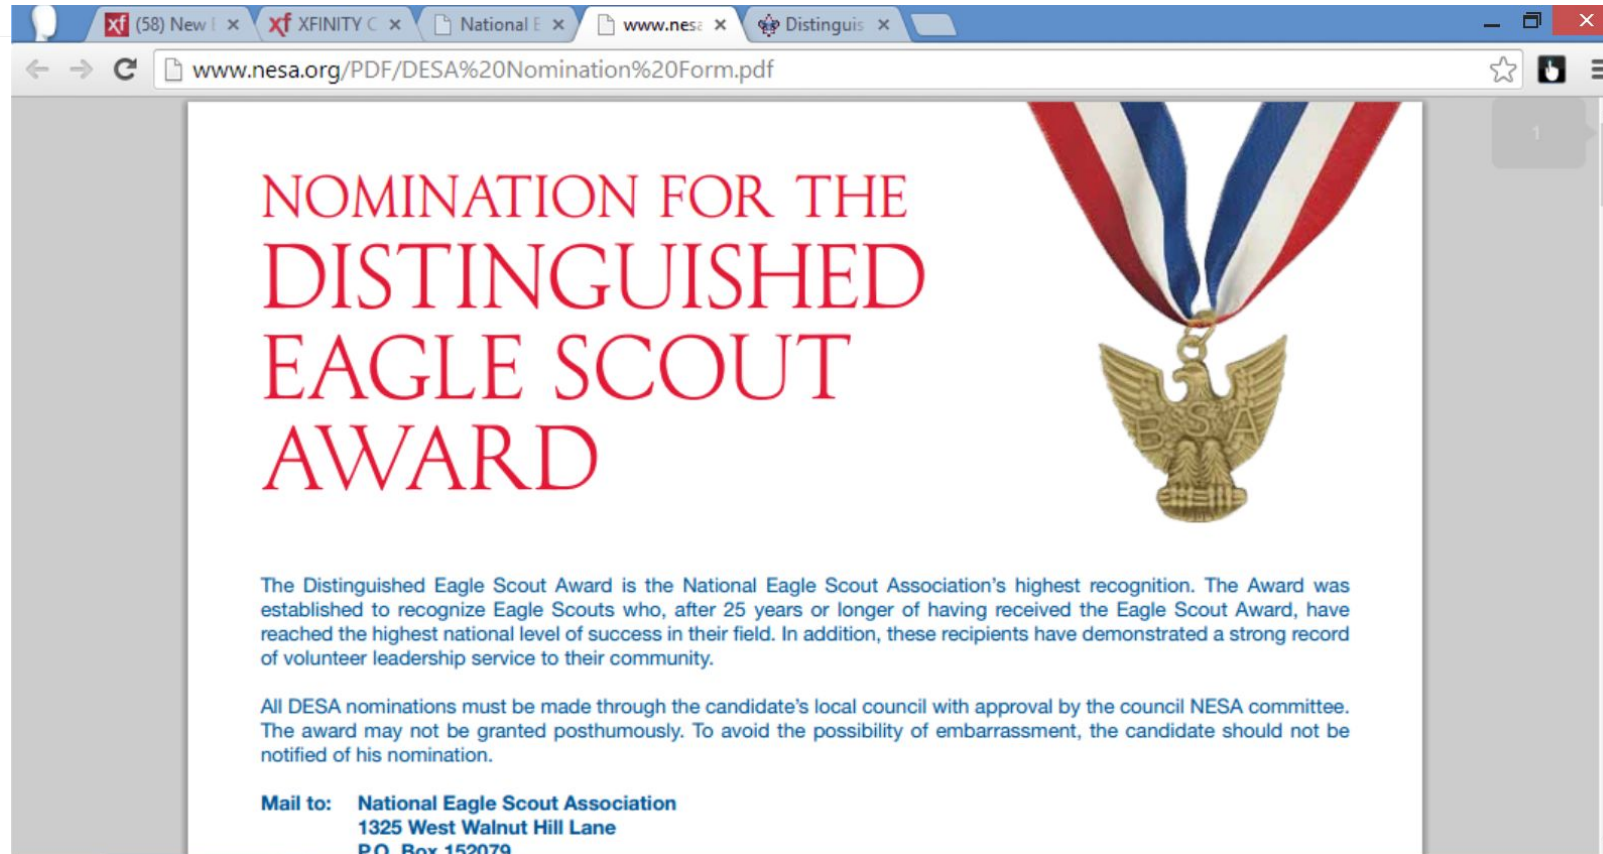 (58) New
XFINITY C
National E
www.nesa
Distinguis
www.nesa.org/PDF/DESA%20Nomination%20Form.pdf
1
NOMINATION FOR THE
DISTINGUISHED
EAGLE SCOUT
AWARD
BSA
The Distinguished Eagle Scout Award is the National Eagle Scout Association's highest recognition. The Award was
established to recognize Eagle Scouts who, after 25 years or longer of having received the Eagle Scout Award, have
reached the highest national level of success in their field. In addition, these recipients have demonstrated a strong record
of volunteer leadership service to their community.
All DESA nominations must be made through the candidate's local council with approval by the council NESA committee.
The award may not be granted posthumously. To avoid the possibility of embarrassment, the candidate should not be
notified of his nomination.
Mail to: National Eagle Scout Association
1325 West Walnut Hill Lane
P.O. Box 152079